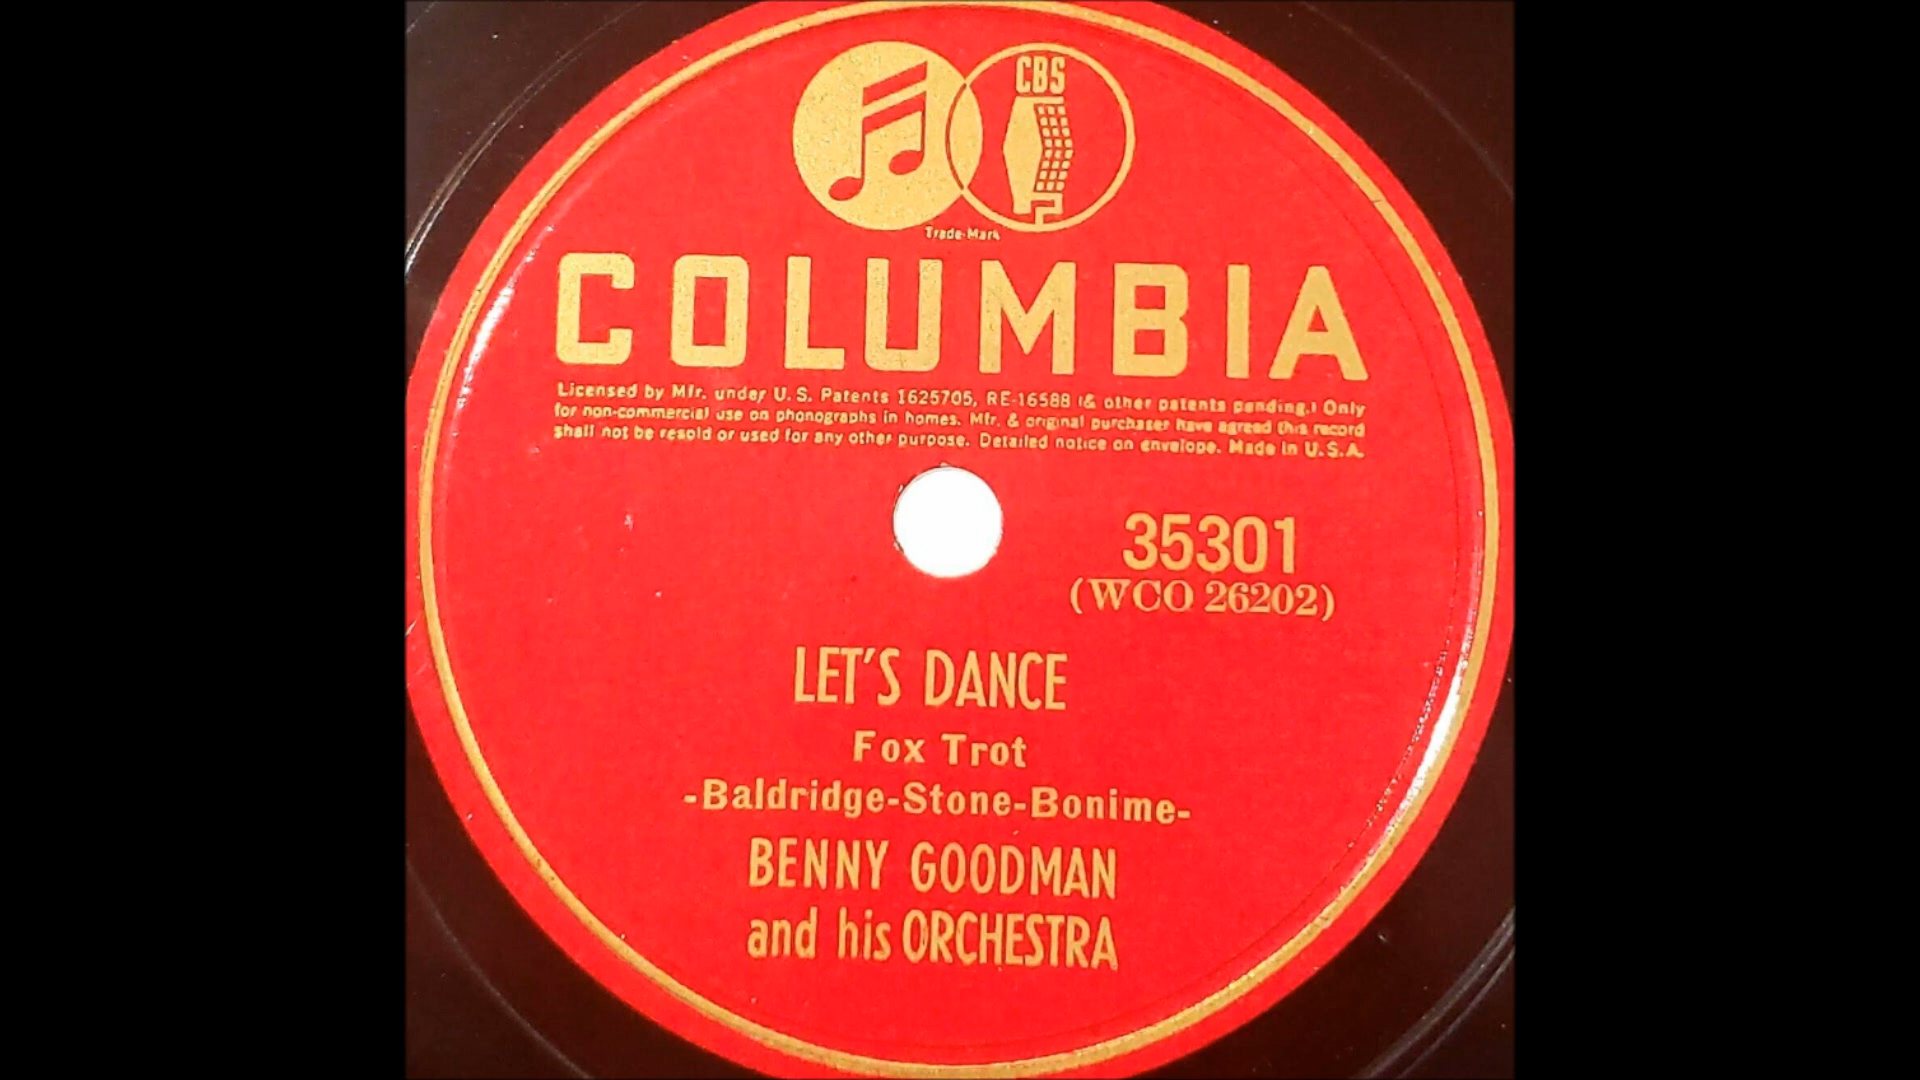 CBS
Trade-Mark
COLUMBIA
Licensed by Mfr. under U.S. Patents 1625705, RE-16588 (& other patents pending.) Only
for non-commercial use on phonographs in homes. Mfr. & original purchaser have agreed this record
shall not be resold or used for any other purpose. Detailed notice on envelope. Made in U.S.A.
35301
(WCO 26202)
LET'S DANCE
Fox Trot
-Baldridge-Stone-Bonime-
BENNY GOODMAN
and his ORCHESTRA